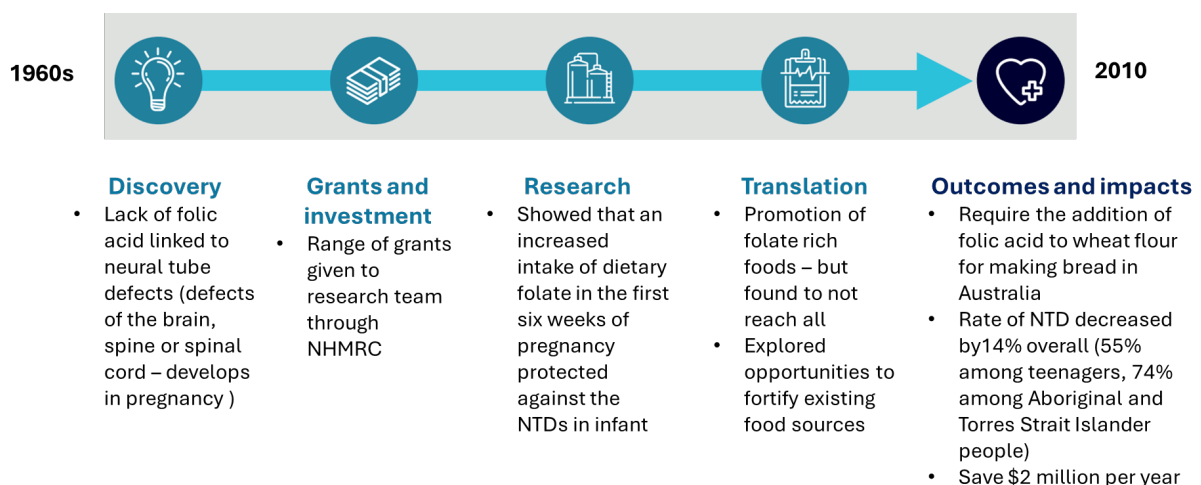 1960s
2010
Discovery
• Lack of folic
acid linked to
neural tube
defects (defects
of the brain,
spine or spinal
cord – develops
in pregnancy )
Grants and
investment
• Range of grants
given to
research team
through
NHMRC
Research
• Showed that an
increased
intake of dietary
folate in the first
six weeks of
pregnancy
protected
against the
NTDs in infant
Translation
• Promotion of
folate rich
foods – but
found to not
reach all
• Explored
opportunities to
fortify existing
food sources
Outcomes and impacts
• Require the addition of
folic acid to wheat flour
for making bread in
Australia
• Rate of NTD decreased
by14% overall (55%
among teenagers, 74%
among Aboriginal and
Torres Strait Islander
people)
• Save $2 million per year